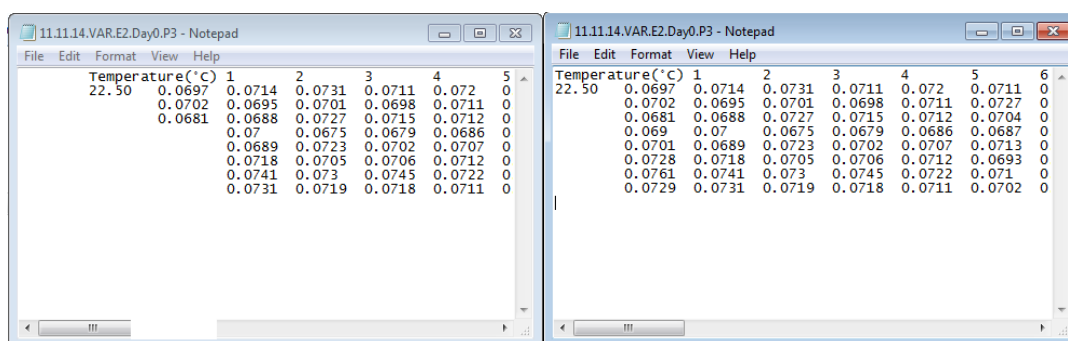 11.11.14.VAR.E2.Day0.P3 - Notepad
File Edit Format View Help
Temperature(°C) 1 2 3 4 5
22.50 0.0697 0.0714 0.0731 0.0711 0.072 0
0.0702 0.0695 0.0701 0.0698 0.0711 0
0.0681 0.0688 0.0727 0.0715 0.0712 0
0.07 0.0675 0.0679 0.0686 0
0.0689 0.0723 0.0702 0.0707 0
0.0718 0.0705 0.0706 0.0712 0
0.0741 0.073 0.0745 0.0722 0
0.0731 0.0719 0.0718 0.0711 0
11.11.14.VAR.E2.Day0.P3 - Notepad
File Edit Format View Help
Temperature(°C) 1 2 3 4 5 6
22.50 0.0697 0.0714 0.0731 0.0711 0.072 0.0711 0
0.0702 0.0695 0.0701 0.0698 0.0711 0.0727 0
0.0681 0.0688 0.0727 0.0715 0.0712 0.0704 0
0.069 0.07 0.0675 0.0679 0.0686 0.0687 0
0.0701 0.0689 0.0723 0.0702 0.0707 0.0713 0
0.0728 0.0718 0.0705 0.0706 0.0712 0.0693 0
0.0761 0.0741 0.073 0.0745 0.0722 0.071 0
0.0729 0.0731 0.0719 0.0718 0.0711 0.0702 0